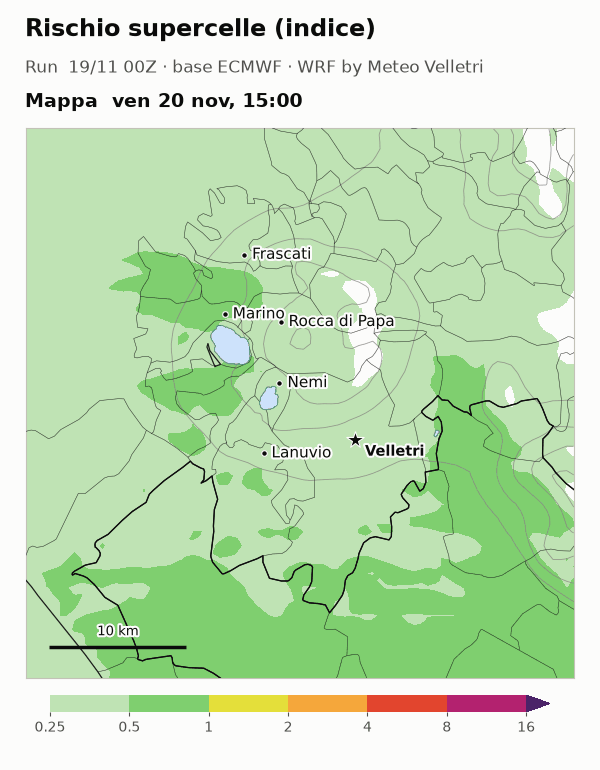 Rischio supercelle (indice)
Run 19/11 00Z · base ECMWF · WRF by Meteo Velletri
Mappa ven 20 nov, 15:00
Frascati
Marino
Rocca di Papa
Nemi
Velletri
Lanuvio
10 km
0.25 0.5 1 2 4 8 16